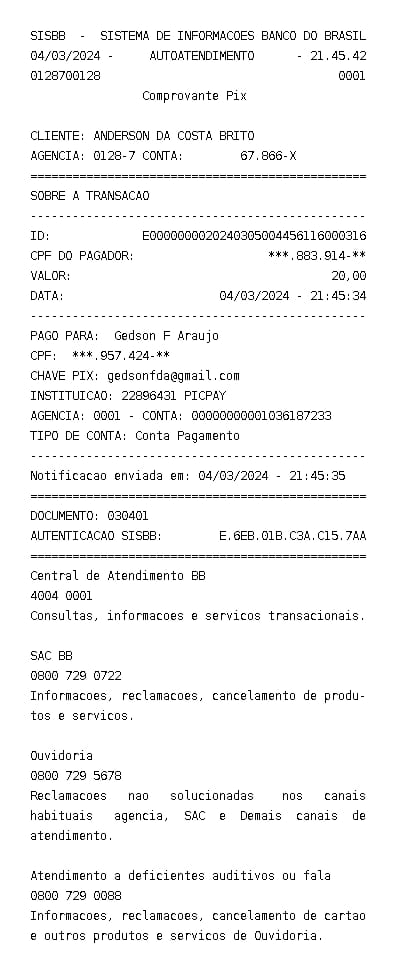 SISBB - SISTEMA DE INFORMACOES BANCO DO BRASIL
04/03/2024 - AUTOATENDIMENTO - 21.45.42
0128700128 0001
Comprovante Pix
CLIENTE: ANDERSON DA COSTA BRITO
AGENCIA: 0128-7 CONTA: 67.866-X
================================================
SOBRE A TRANSACAO
------------------------------------------------
ID: E0000000020240305004456116000316
CPF DO PAGADOR: ***.883.914-**
VALOR: 20,00
DATA: 04/03/2024 - 21:45:34
------------------------------------------------
PAGO PARA: Gedson F Araujo
CPF: ***.957.424-**
CHAVE PIX: gedsonfda@gmail.com
INSTITUICAO: 22896431 PICPAY
AGENCIA: 0001 - CONTA: 00000000001036187233
TIPO DE CONTA: Conta Pagamento
------------------------------------------------
Notificacao enviada em: 04/03/2024 - 21:45:35
================================================
DOCUMENTO: 030401
AUTENTICACAO SISBB: E.6EB.01B.C3A.C15.7AA
================================================
Central de Atendimento BB
4004 0001
Consultas, informacoes e servicos transacionais.
SAC BB
0800 729 0722
Informacoes, reclamacoes, cancelamento de produ-
tos e servicos.
Ouvidoria
0800 729 5678
Reclamacoes nao solucionadas nos canais
habituais agencia, SAC e Demais canais de
atendimento.
Atendimento a deficientes auditivos ou fala
0800 729 0088
Informacoes, reclamacoes, cancelamento de cartao
e outros produtos e servicos de Ouvidoria.